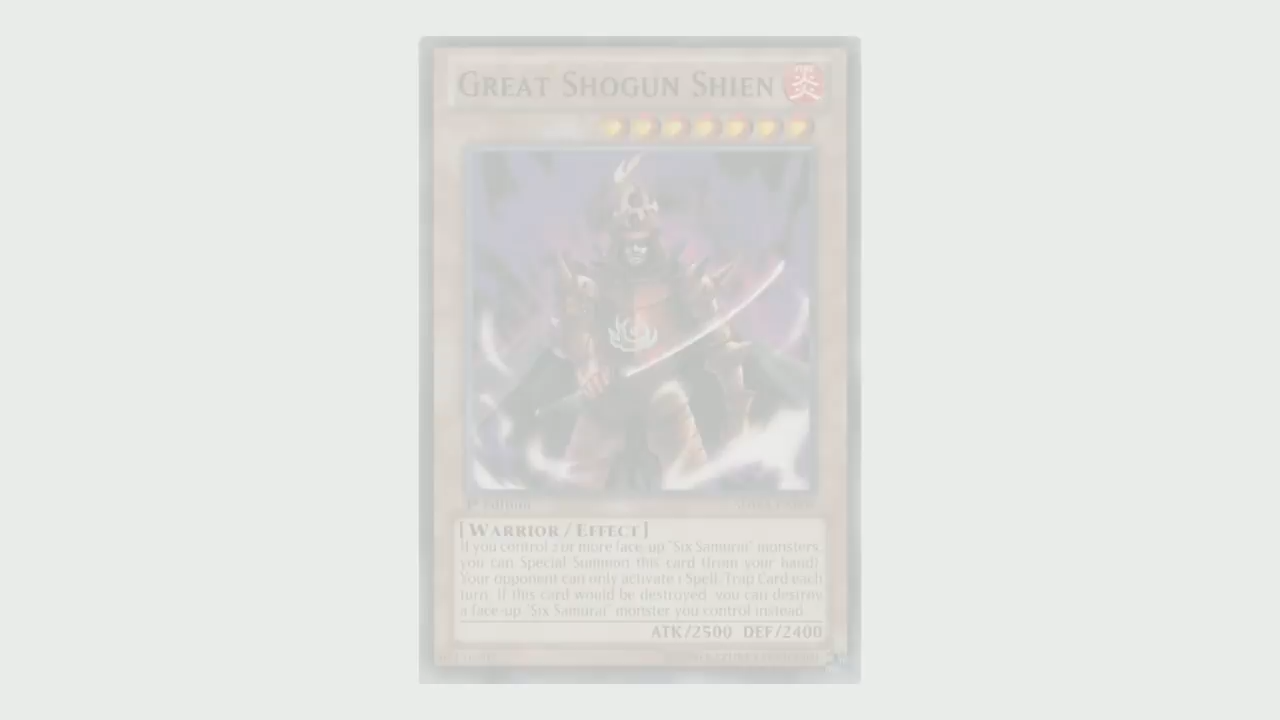 GREAT SHOGUN SHIEN
炎
1st Edition
[WARRIOR / EFFECT]
If you control 2 or more face-up "Six Samurai" monsters,
you can Special Summon this card (from your hand).
Your opponent can only activate 1 Spell/Trap Card each
turn. If this card would be destroyed, you can destroy
a face-up "Six Samurai" monster you control instead.
ATK/2500 DEF/2400